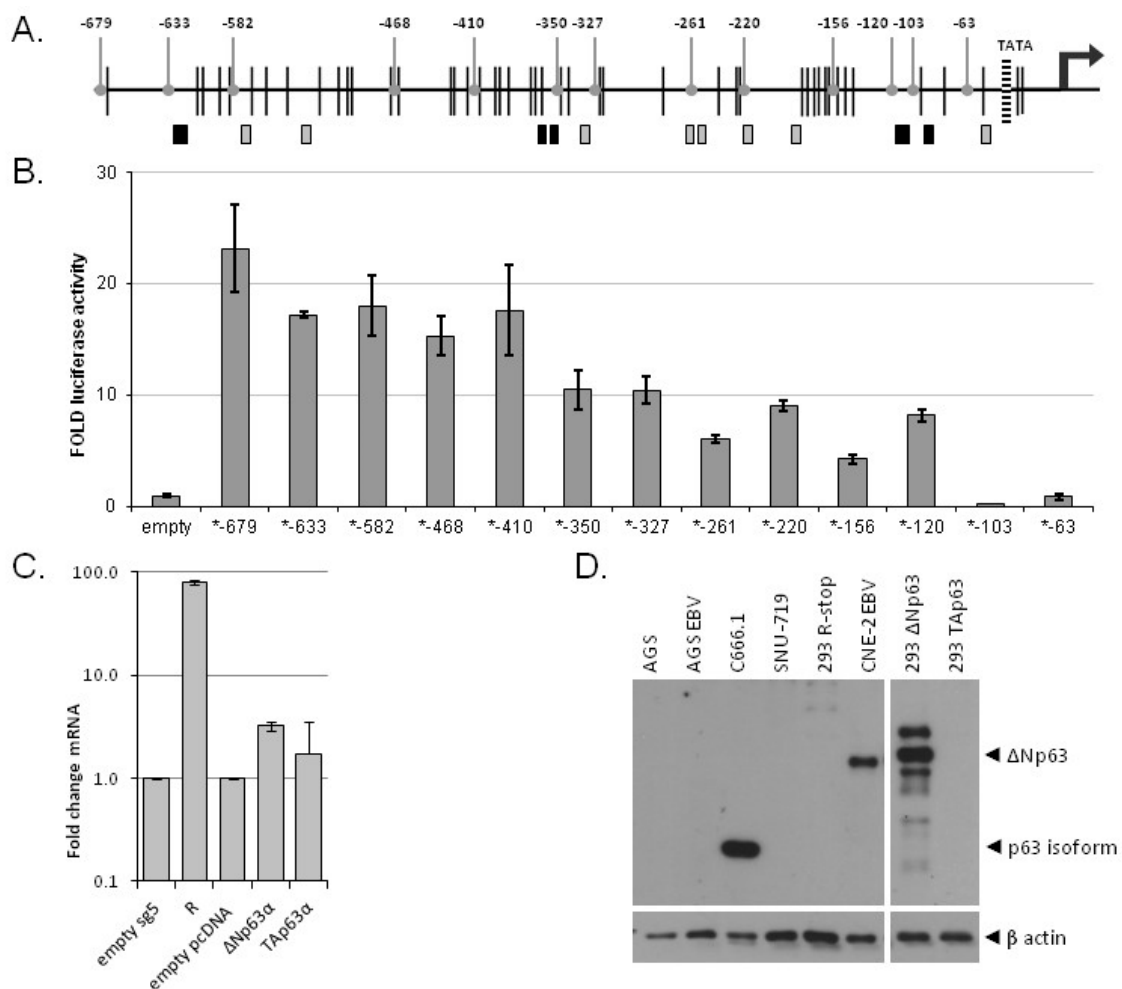 A.
-679 -633 -582 -468 -410 -350 -327 -261 -220 -156 -120 -103 -63
TATA
B.
FOLD luciferase activity
30
20
10
0
empty *-679 *-633 *-582 *-468 *-410 *-350 *-327 *-261 *-220 *-156 *-120 *-103 *-63
C.
Fold change mRNA
100.0
10.0
1.0
0.1
empty sg5
R
empty pcDNA
ΔNp63α
TAp63α
D.
AGS
AGS EBV
C666.1
SNU-719
293 R-stop
CNE-2 EBV
293 ΔNp63
293 TAp63
ΔNp63
p63 isoform
β actin